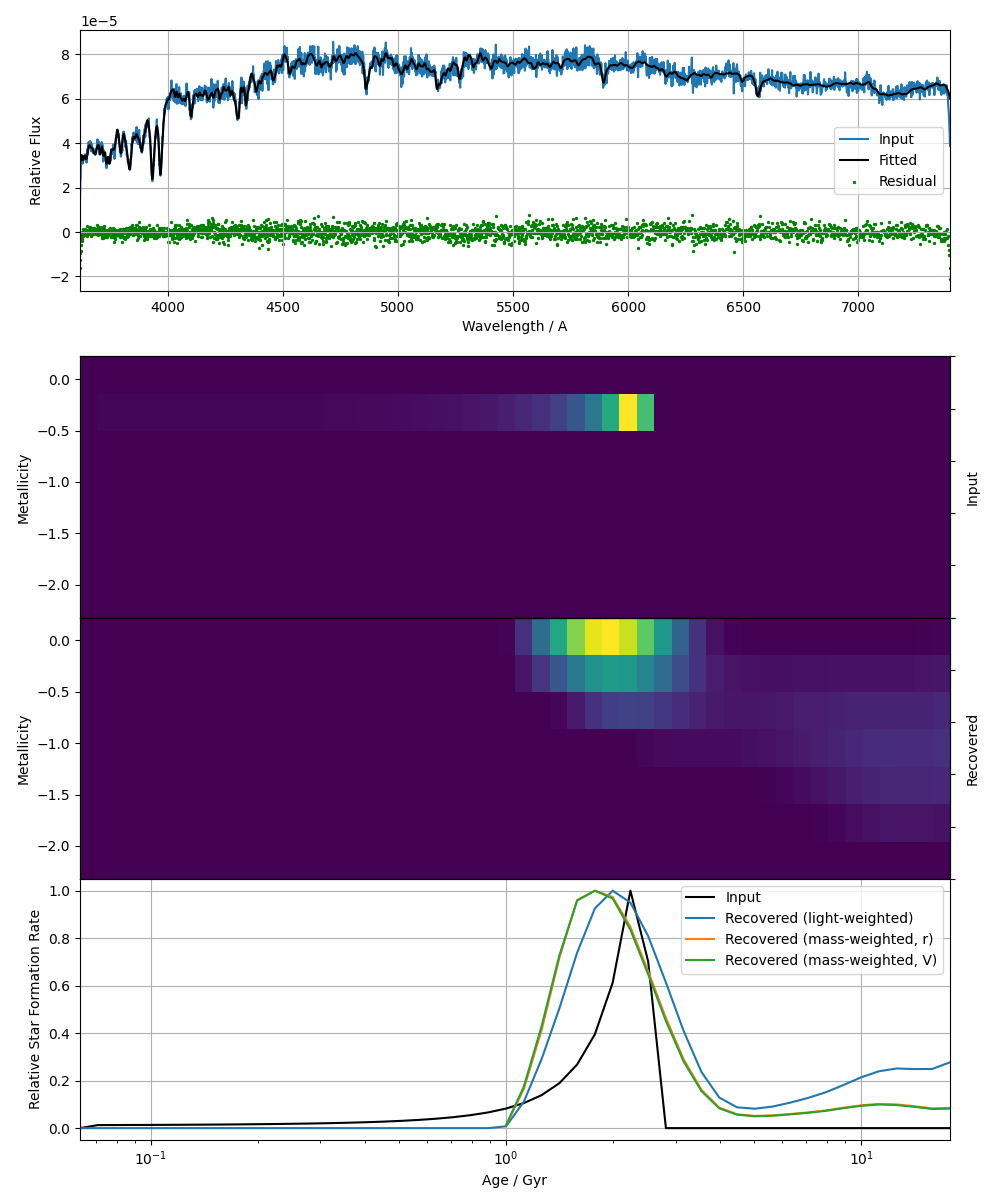 1e−5
8
6
4
2
0
−2
Relative Flux
Input
Fitted
Residual
4000 4500 5000 5500 6000 6500 7000
Wavelength / A
0.0
−0.5
−1.0
−1.5
−2.0
Metallicity
Input
0.0
−0.5
−1.0
−1.5
−2.0
Metallicity
Recovered
1.0
0.8
0.6
0.4
0.2
0.0
Relative Star Formation Rate
Input
Recovered (light-weighted)
Recovered (mass-weighted, r)
Recovered (mass-weighted, V)
10⁻¹ 10⁰ 10¹
Age / Gyr